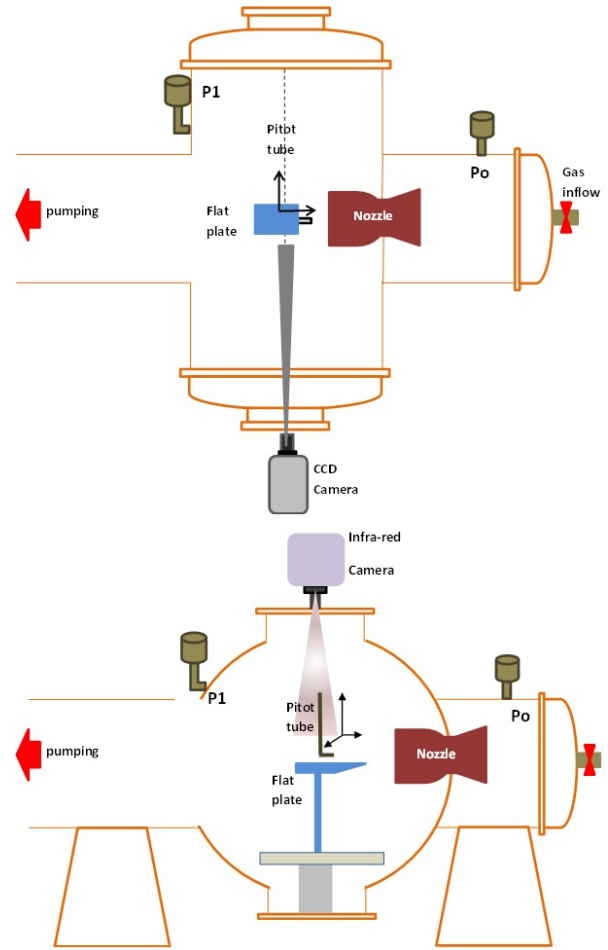 P1
Pitot
tube
Po
Gas
inflow
pumping
Flat
plate
Nozzle
CCD
Camera
Infra-red
Camera
P1
Pitot
tube
Po
pumping
Nozzle
Flat
plate